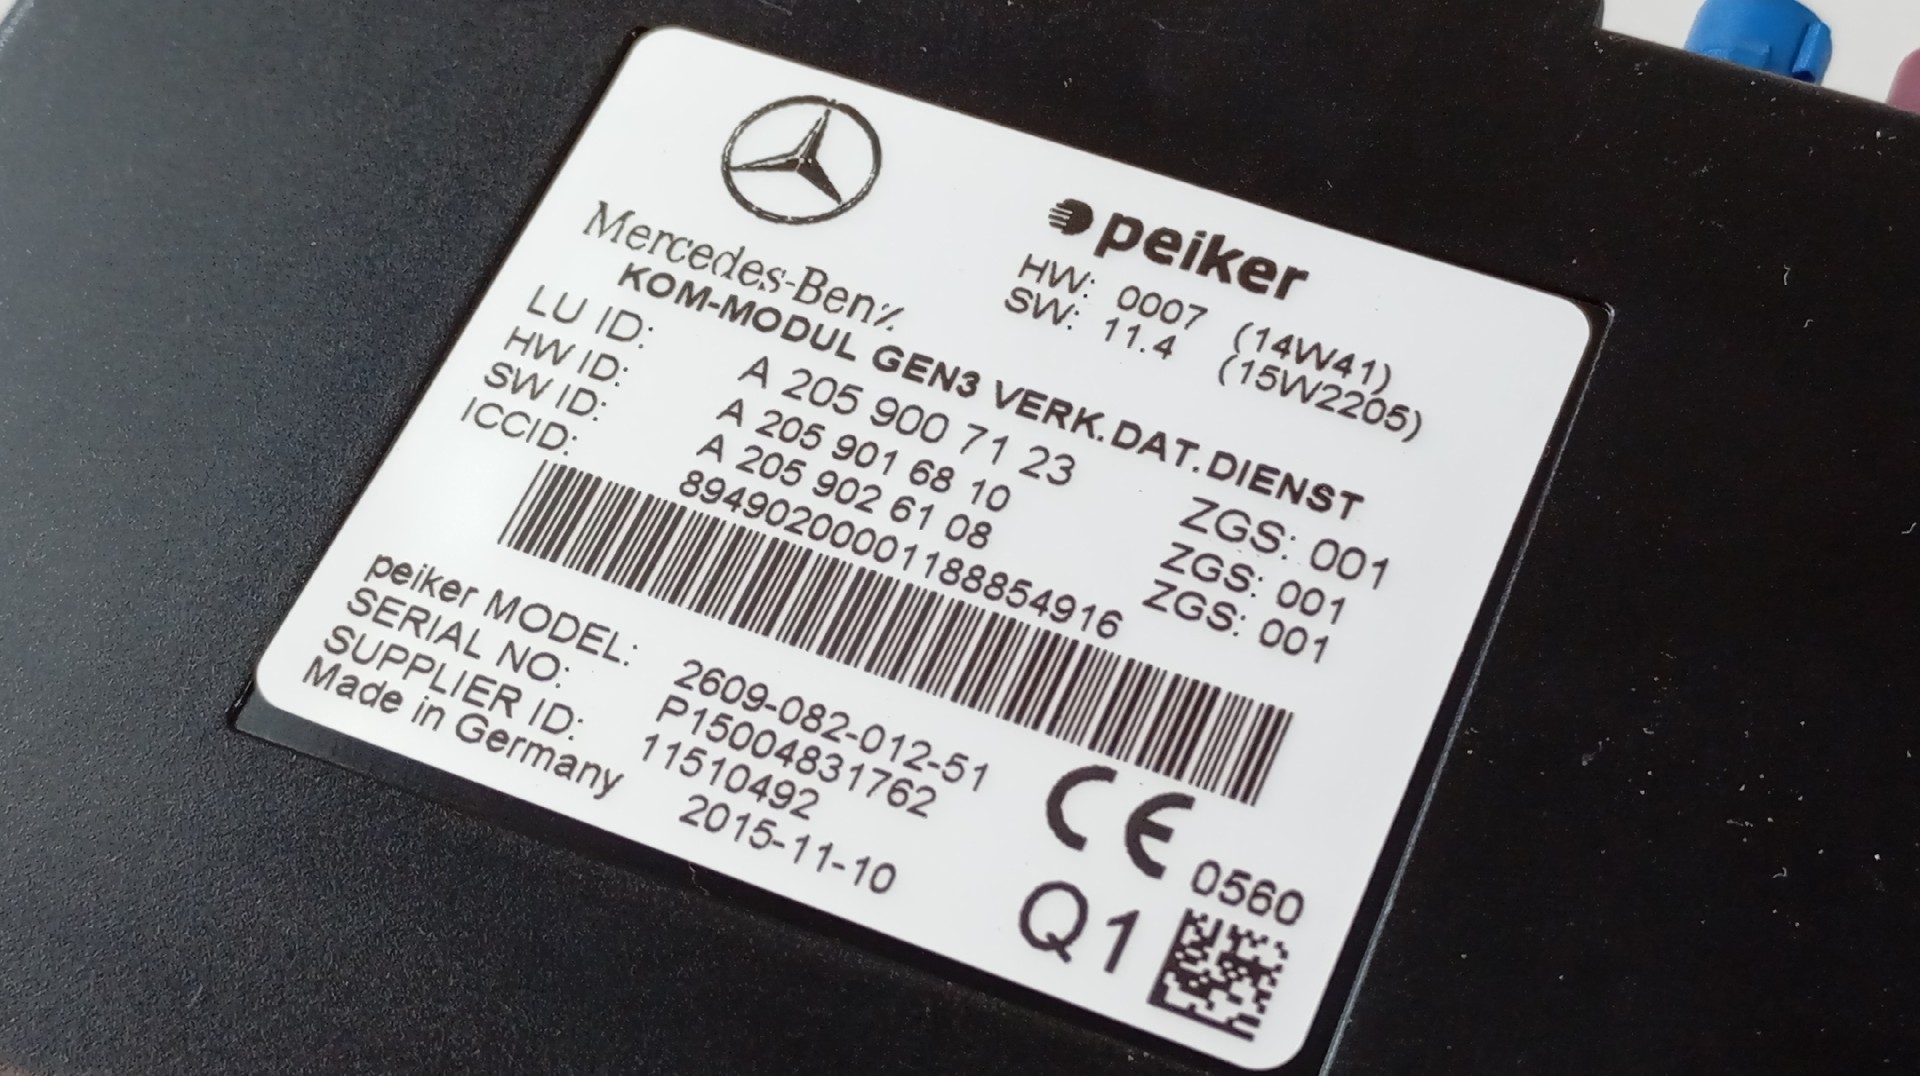 Mercedes-Benz
peiker
HW: 0007 (14W41)
SW: 11.4 (15W2205)
KOM-MODUL GEN3 VERK.DAT.DIENST
LU ID: A 205 900 71 23 ZGS: 001
HW ID: A 205 901 68 10 ZGS: 001
SW ID: A 205 902 61 08 ZGS: 001
ICCID: 89490200001188854916
peiker MODEL: 2609-082-012-51
SERIAL NO: P15004831762
SUPPLIER ID: 11510492
Made in Germany 2015-11-10
CE 0560
Q1